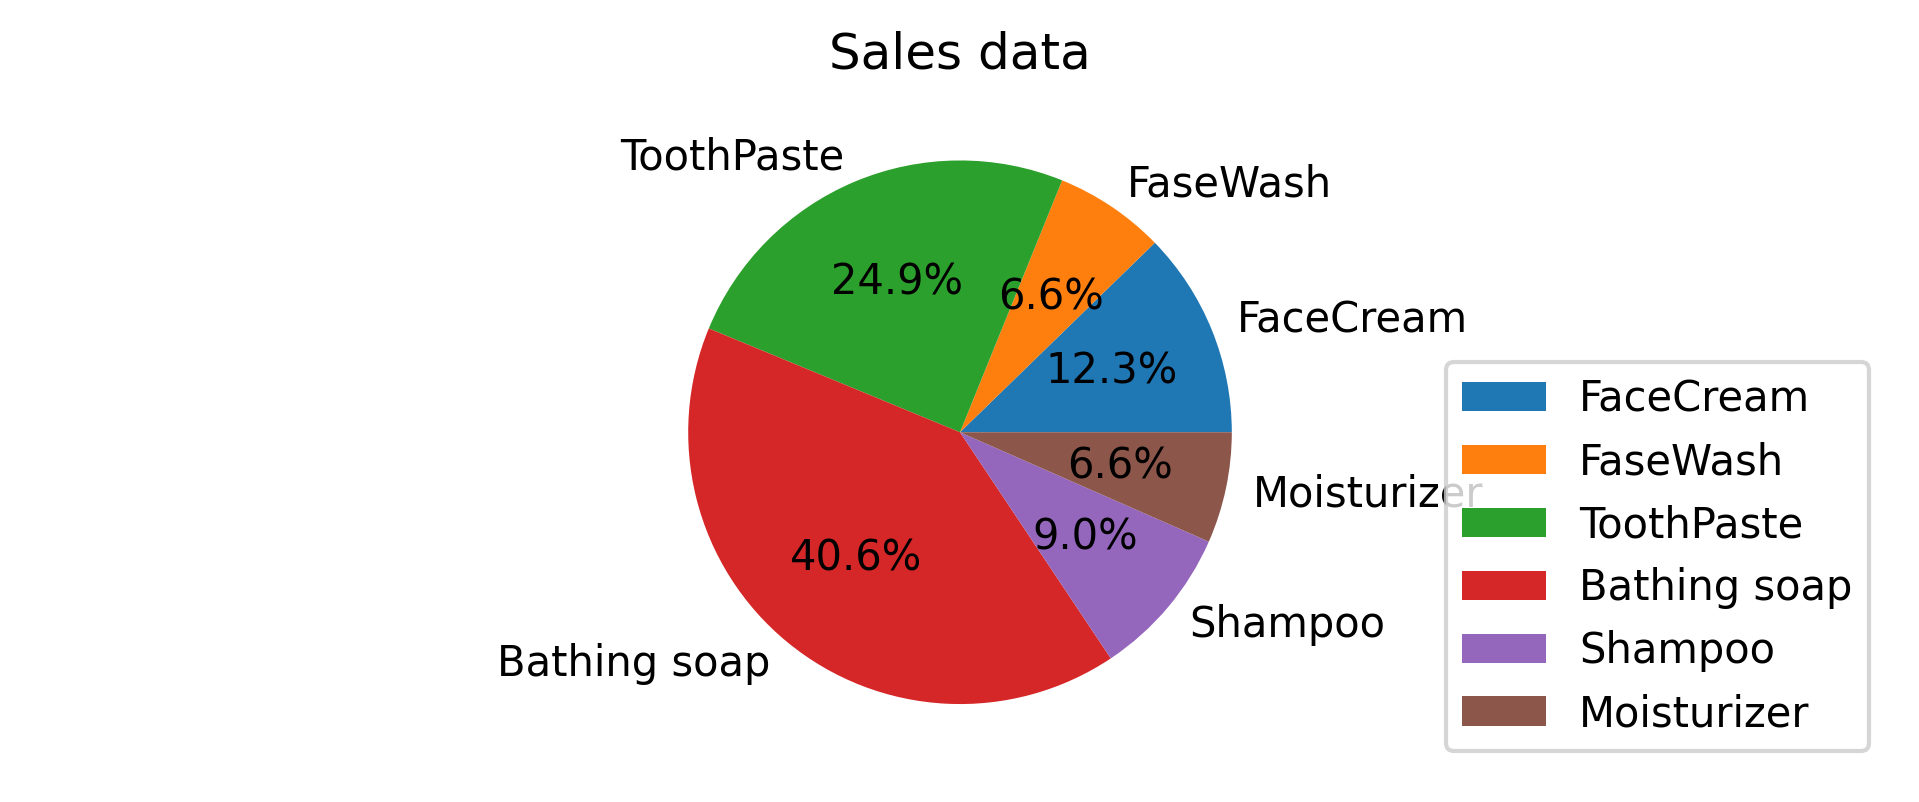 Sales data
ToothPaste
FaseWash
24.9%
6.6%
FaceCream
12.3%
6.6%
Moisturizer
9.0%
40.6%
Shampoo
Bathing soap
FaceCream
FaseWash
ToothPaste
Bathing soap
Shampoo
Moisturizer